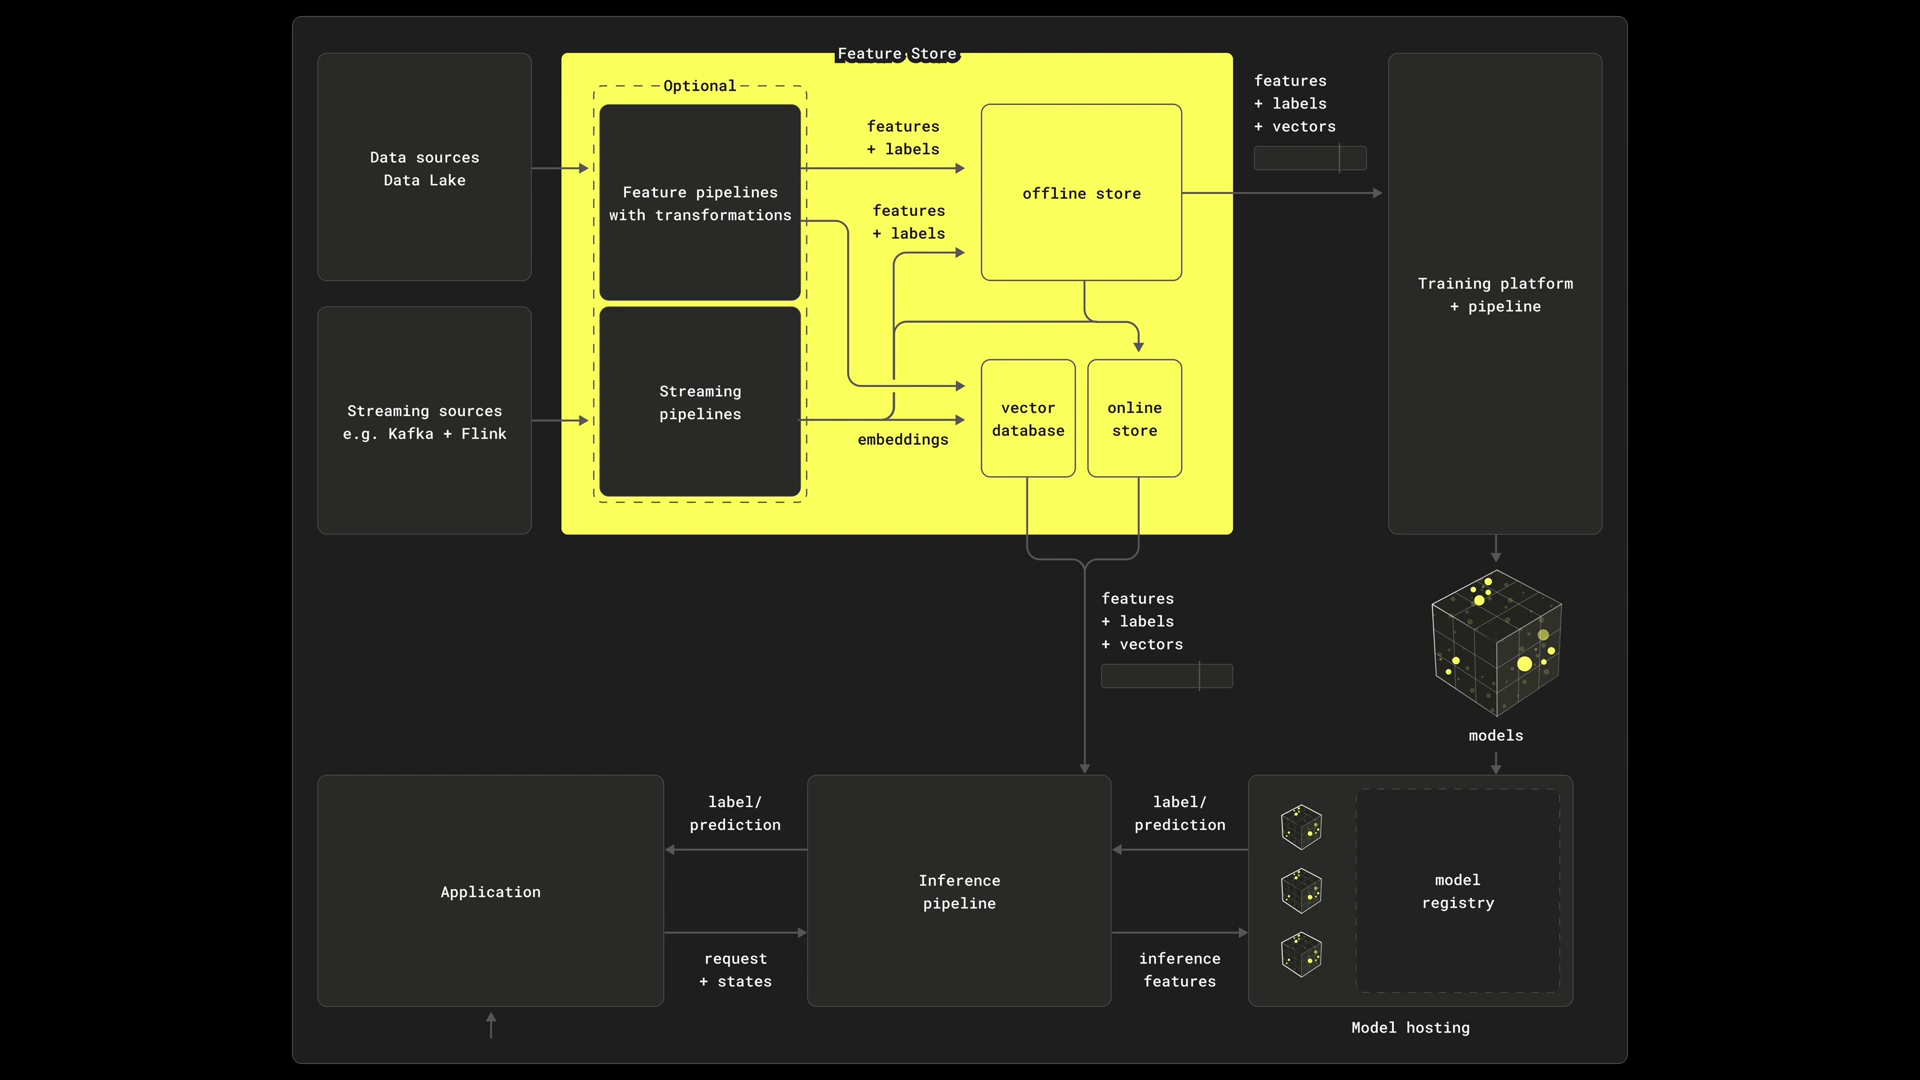 Feature Store
Data sources
Data Lake
Streaming sources
e.g. Kafka + Flink
Optional
Feature pipelines
with transformations
Streaming
pipelines
features
+ labels
features
+ labels
embeddings
offline store
vector
database
online
store
features
+ labels
+ vectors
Training platform
+ pipeline
features
+ labels
+ vectors
models
Application
label/
prediction
request
+ states
Inference
pipeline
label/
prediction
inference
features
model
registry
Model hosting